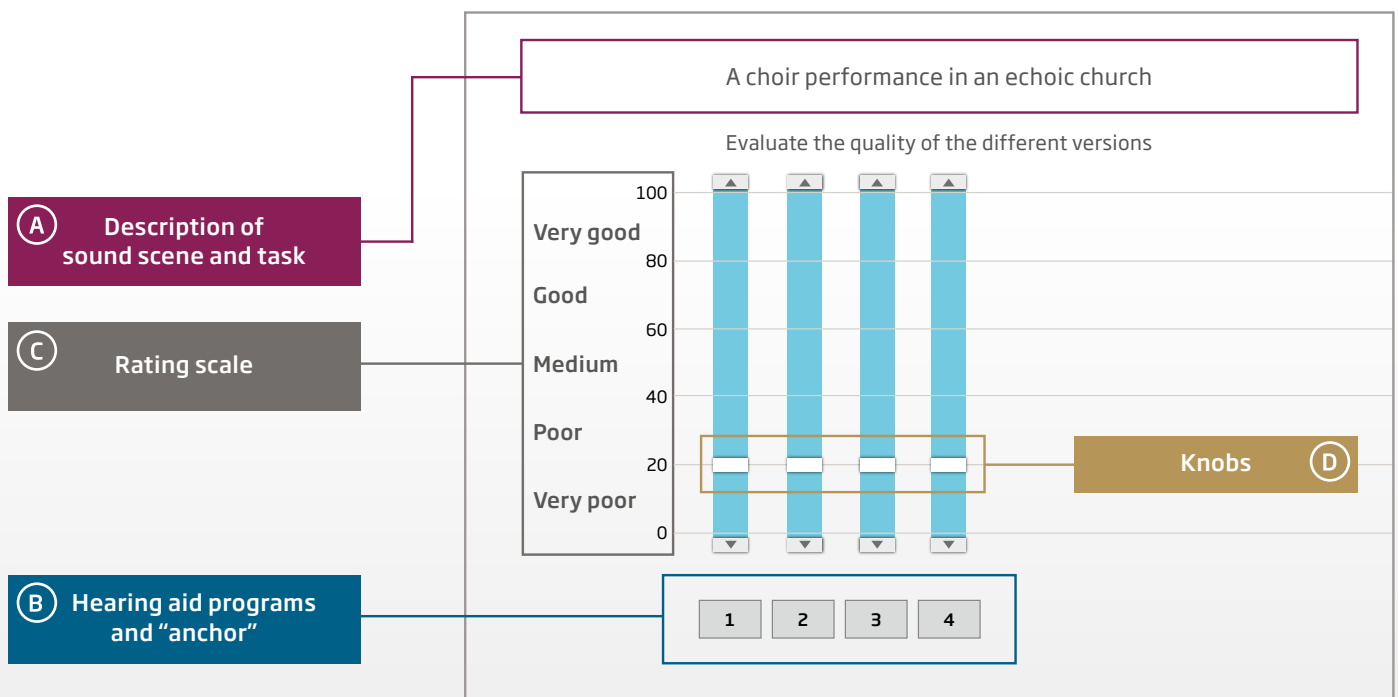 A choir performance in an echoic church
Evaluate the quality of the different versions
A
Description of
sound scene and task
C
Rating scale
B
Hearing aid programs
and “anchor”
100
Very good
80
Good
60
Medium
40
Poor
20
Very poor
0
Knobs
D
1 2 3 4